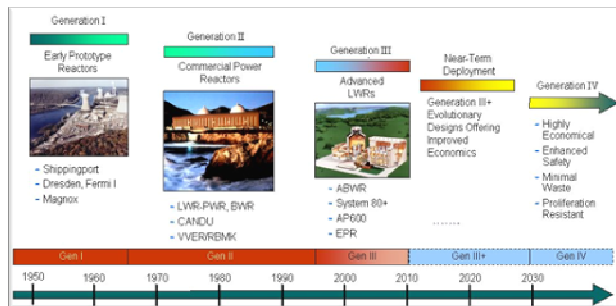 Generation I
Early Prototype
Reactors
- Shippingport
- Dresden, Fermi I
- Magnox
Generation II
Commercial Power
Reactors
- LWR-PWR, BWR
- CANDU
- VVER/RBMK
Generation III
Advanced
LWRs
- ABWR
- System 80+
- AP600
- EPR
Near-Term
Deployment
Generation III+
Evolutionary
Designs Offering
Improved
Economics
........
Generation IV
- Highly
Economical
- Enhanced
Safety
- Minimal
Waste
- Proliferation
Resistant
Gen I
Gen II
Gen III
Gen III+
Gen IV
1950
1960
1970
1980
1990
2000
2010
2020
2030